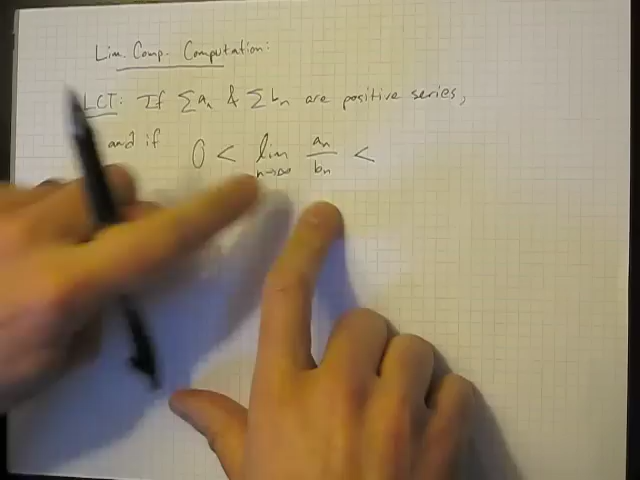 Lim. Comp. Computation:
LCT: If ∑aₙ & ∑bₙ are positive series,
and if 0 < lim n→∞ aₙ/bₙ <